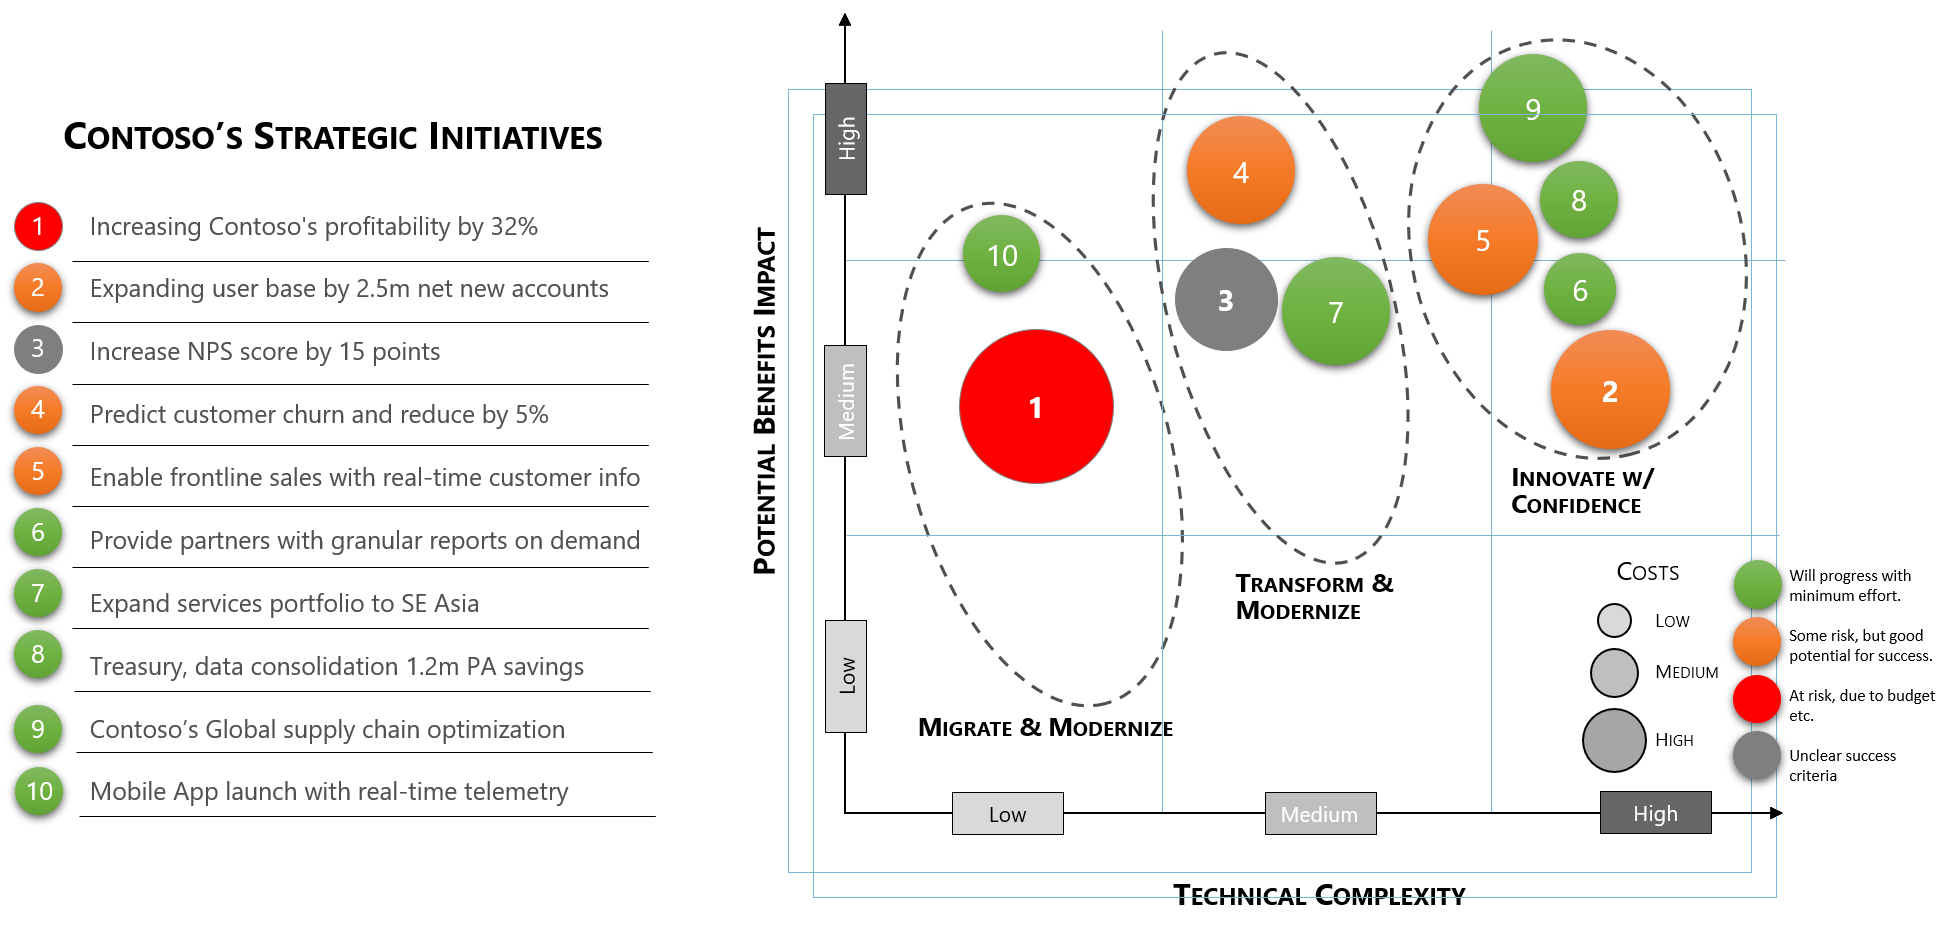 CONTOSO’S STRATEGIC INITIATIVES
1 Increasing Contoso's profitability by 32%
2 Expanding user base by 2.5m net new accounts
3 Increase NPS score by 15 points
4 Predict customer churn and reduce by 5%
5 Enable frontline sales with real-time customer info
6 Provide partners with granular reports on demand
7 Expand services portfolio to SE Asia
8 Treasury, data consolidation 1.2m PA savings
9 Contoso’s Global supply chain optimization
10 Mobile App launch with real-time telemetry
POTENTIAL BENEFITS IMPACT
High
Medium
Low
10
1
MIGRATE & MODERNIZE
4
3
7
TRANSFORM &
MODERNIZE
9
8
5
6
2
INNOVATE W/
CONFIDENCE
COSTS
LOW
MEDIUM
HIGH
Will progress with
minimum effort.
Some risk, but good
potential for success.
At risk, due to budget
etc.
Unclear success
criteria
Low
Medium
High
TECHNICAL COMPLEXITY